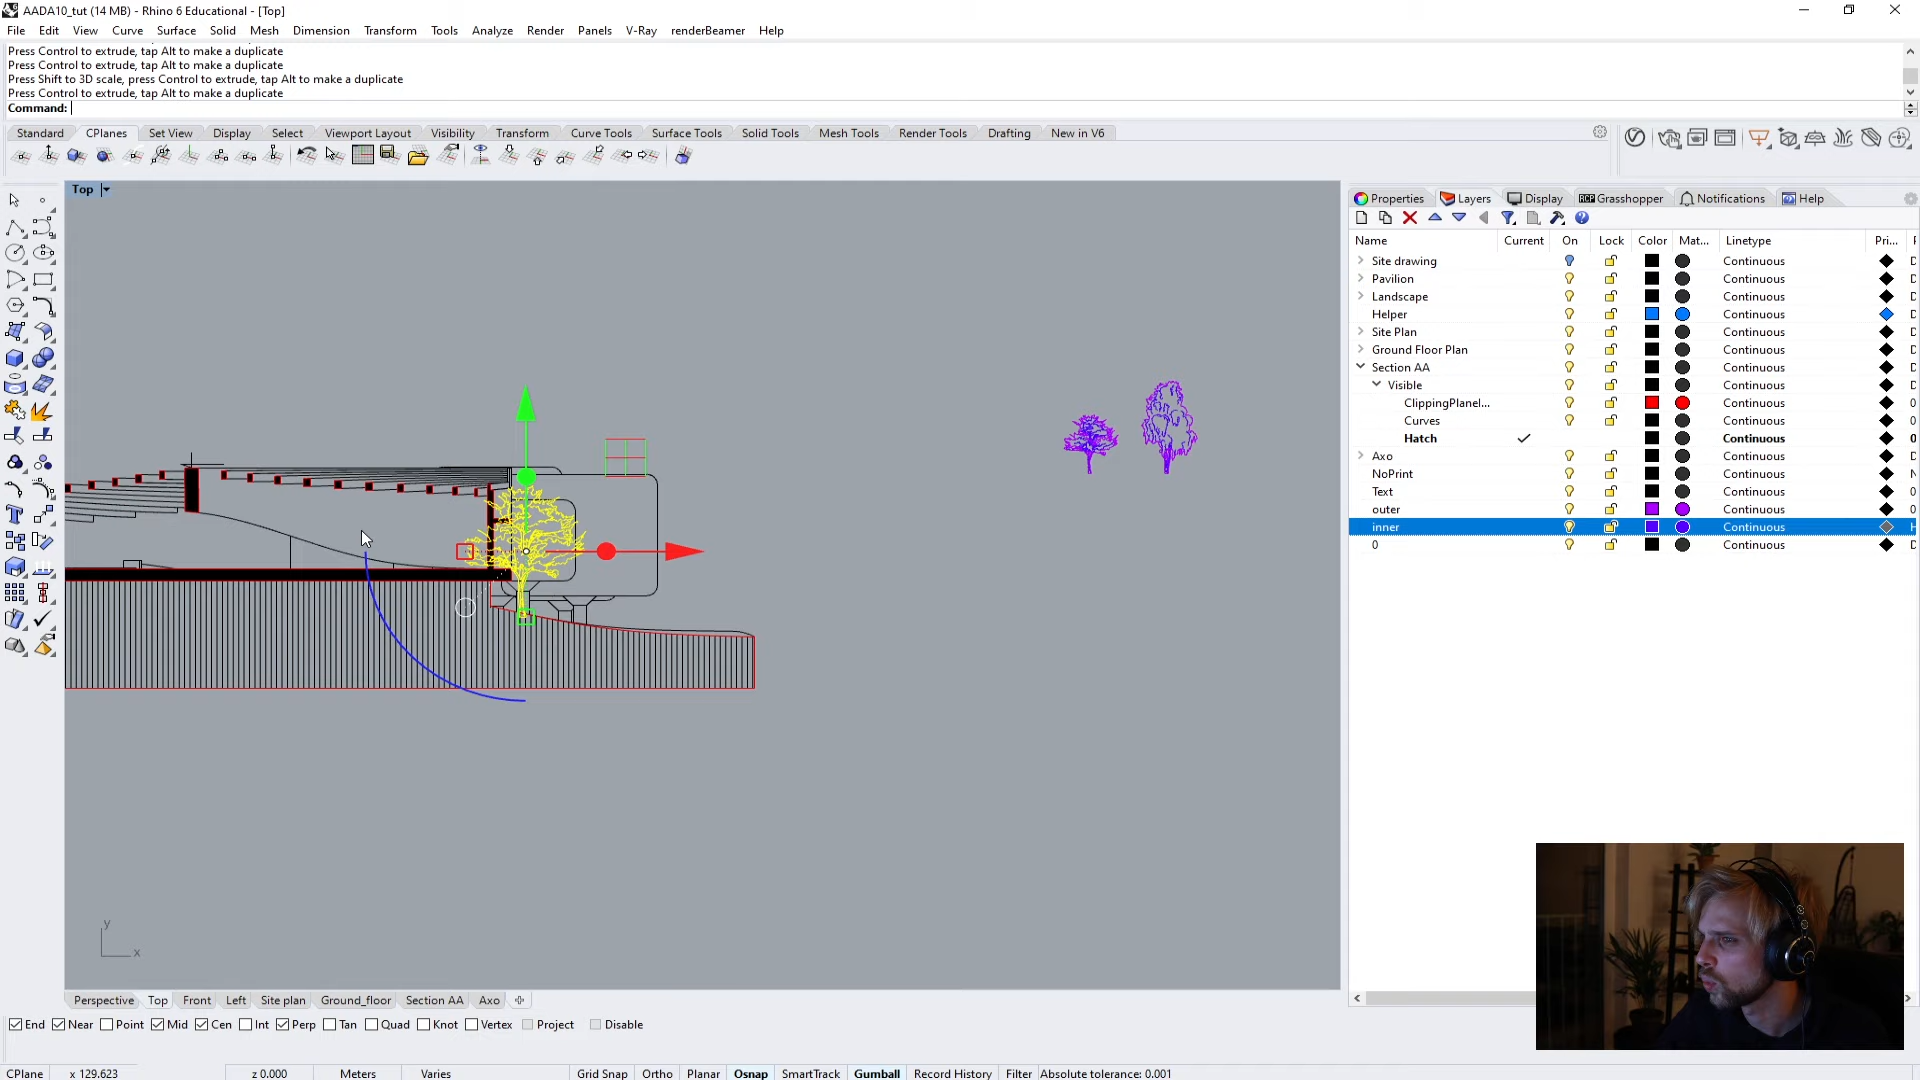 AADA10_tut (14 MB) - Rhino 6 Educational - [Top]
File Edit View Curve Surface Solid Mesh Dimension Transform Tools Analyze Render Panels V-Ray renderBeamer Help
Press Control to extrude, tap Alt to make a duplicate
Press Control to extrude, tap Alt to make a duplicate
Press Shift to 3D scale, press Control to extrude, tap Alt to make a duplicate
Press Control to extrude, tap Alt to make a duplicate
Command:
Standard CPlanes Set View Display Select Viewport Layout Visibility Transform Curve Tools Surface Tools Solid Tools Mesh Tools Render Tools Drafting New in V6
Top
Properties Layers Display Grasshopper Notifications Help
Name Current On Lock Color Mat... Linetype Pri...
Site drawing Continuous
Pavilion Continuous
Landscape Continuous
Helper Continuous
Site Plan Continuous
Ground Floor Plan Continuous
Section AA Continuous
Visible Continuous
ClippingPlanel... Continuous
Curves Continuous
Hatch Continuous
Axo Continuous
NoPrint Continuous
Text Continuous
outer Continuous
inner Continuous
0 Continuous
y
x
Perspective Top Front Left Site plan Ground_floor Section AA Axo
End Near Point Mid Cen Int Perp Tan Quad Knot Vertex Project Disable
CPlane x 129.623 z 0.000 Meters Varies Grid Snap Ortho Planar Osnap SmartTrack Gumball Record History Filter Absolute tolerance: 0.001